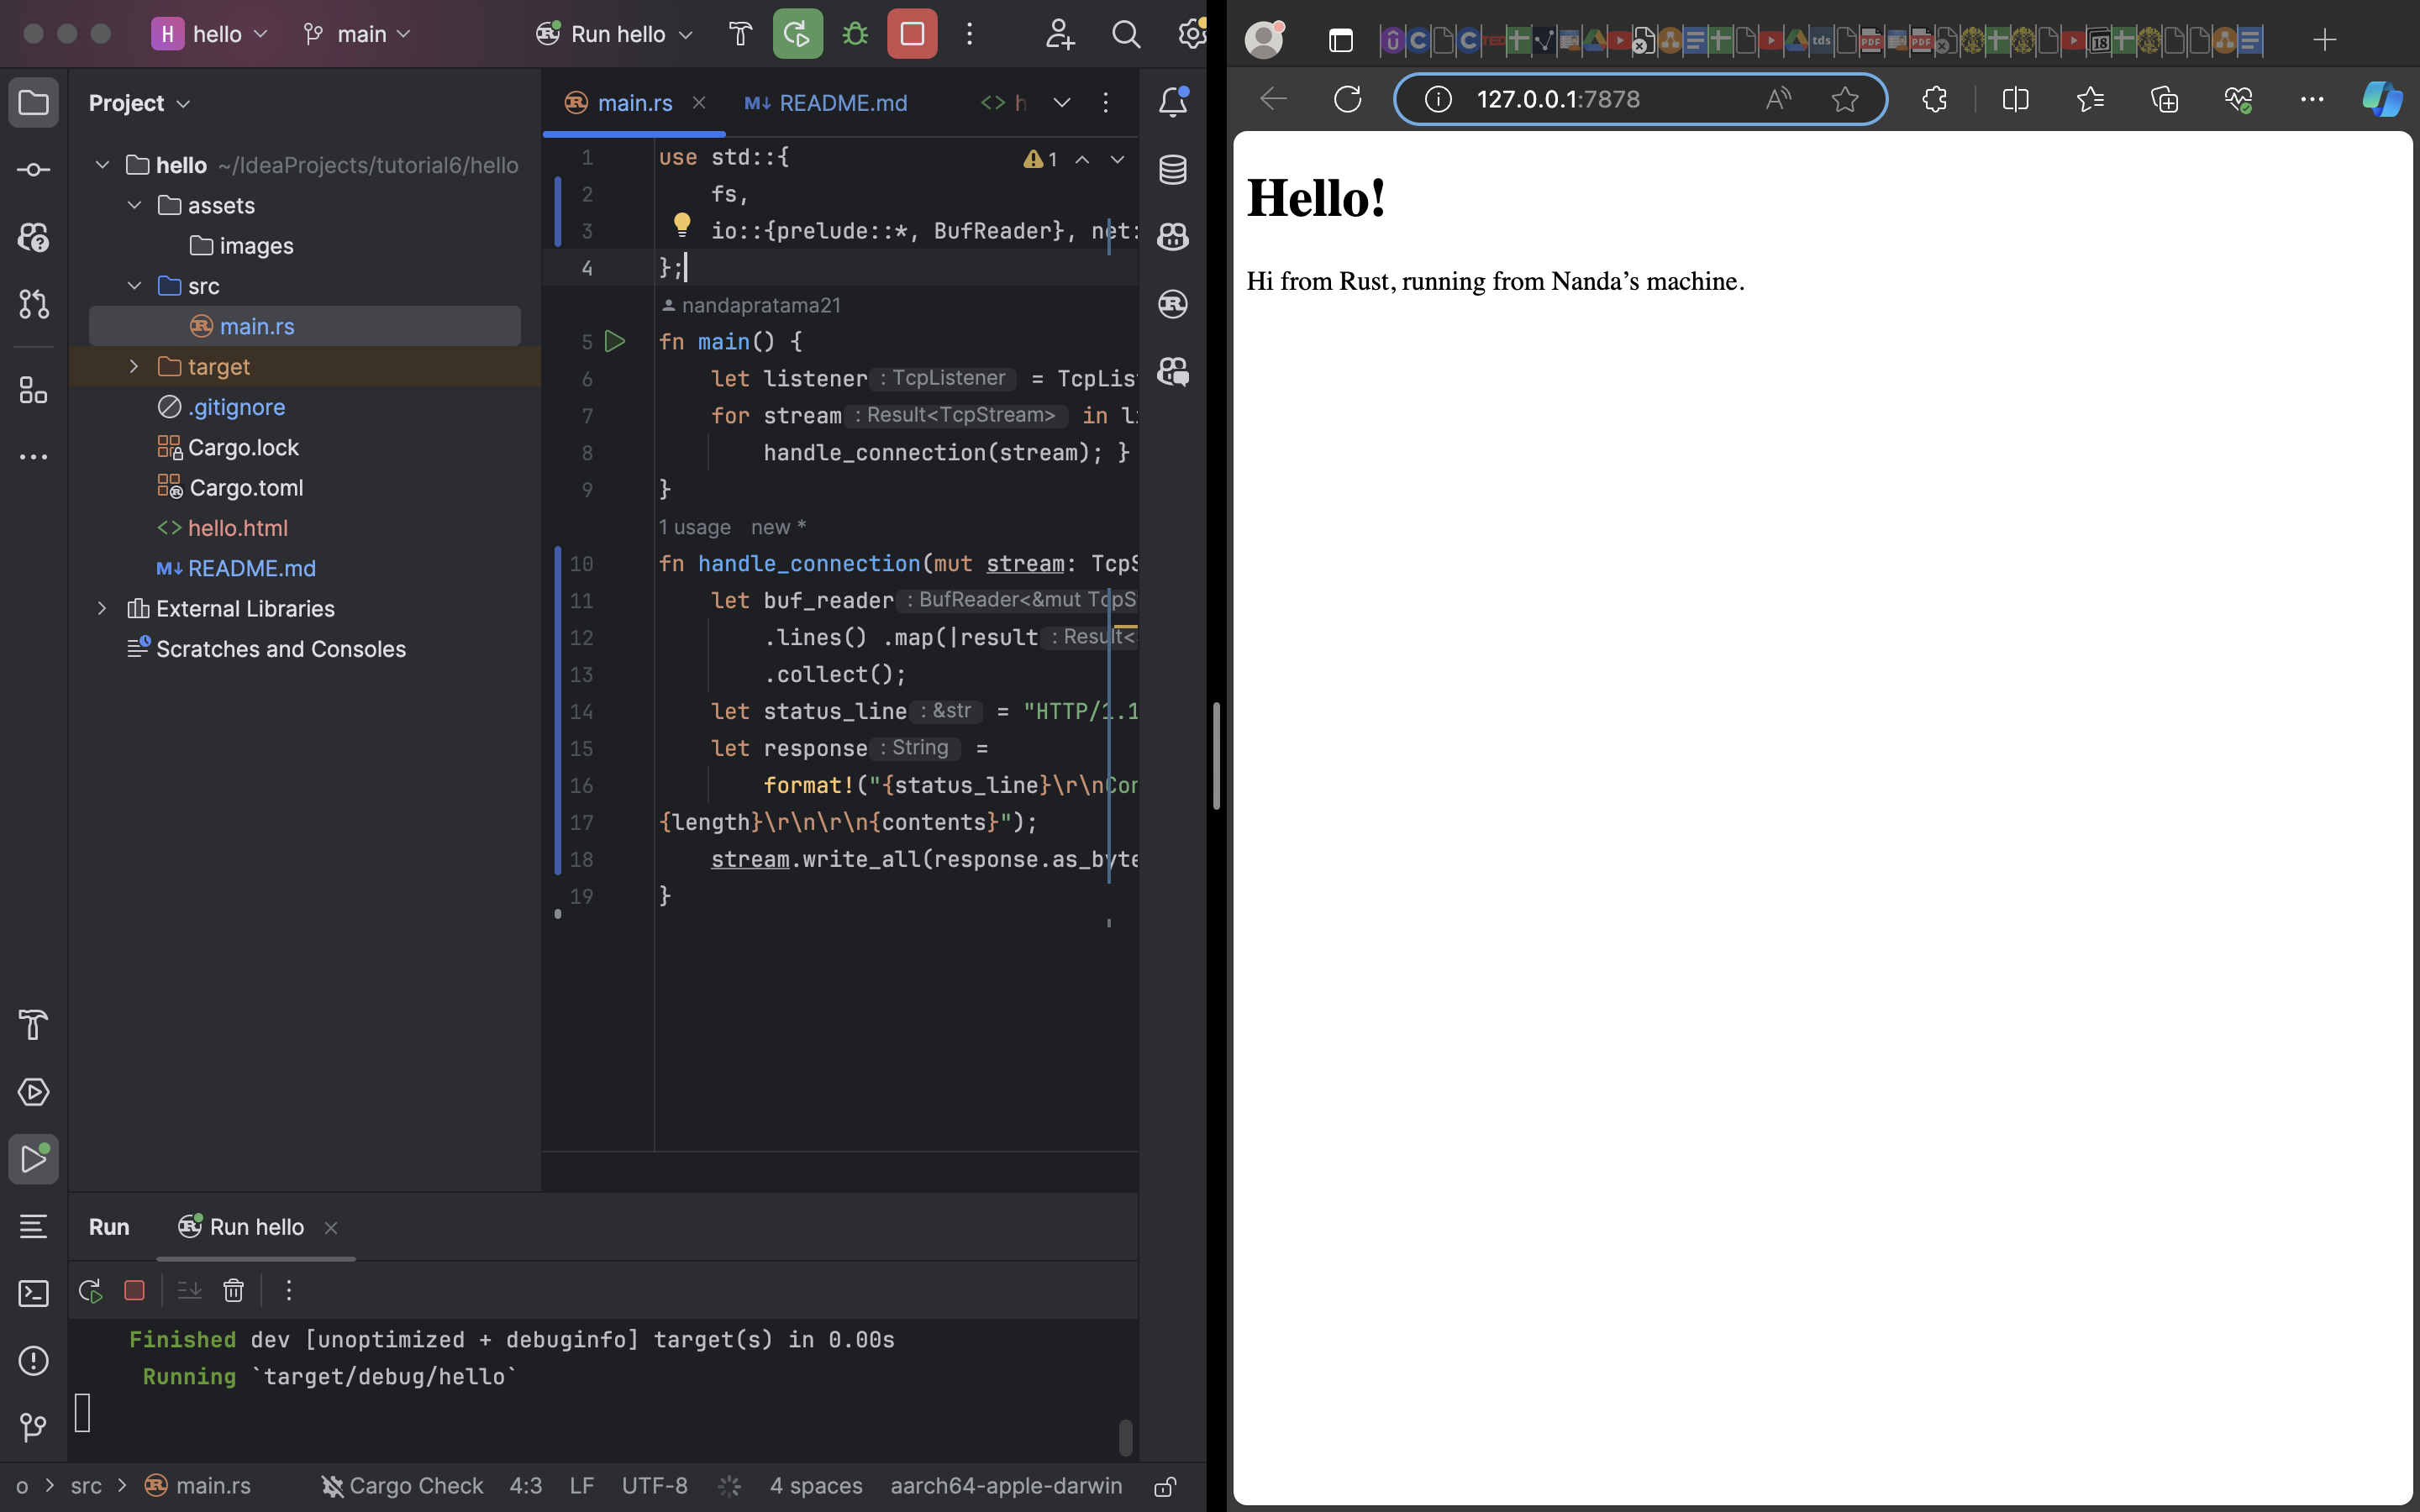 H hello main Run hello
Project
hello ~/IdeaProjects/tutorial6/hello
assets
images
src
main.rs
target
.gitignore
Cargo.lock
Cargo.toml
<> hello.html
M↓ README.md
External Libraries
Scratches and Consoles
main.rs M↓ README.md <> h
1
1 use std::{
2 fs,
3 io::{prelude::*, BufReader}, net:
4 };
nandapratama21
5 fn main() {
6 let listener : TcpListener = TcpLis
7 for stream : Result<TcpStream> in l
8 handle_connection(stream); }
9 }
1 usage new *
10 fn handle_connection(mut stream: TcpS
11 let buf_reader : BufReader<&mut TcpS
12 .lines() .map(|result : Result<
13 .collect();
14 let status_line : &str = "HTTP/1.1
15 let response : String =
16 format!("{status_line}\r\nCon
17 {length}\r\n\r\n{contents}");
18 stream.write_all(response.as_byte
19 }
Run Run hello
Finished dev [unoptimized + debuginfo] target(s) in 0.00s
Running `target/debug/hello`
o > src > main.rs Cargo Check 4:3 LF UTF-8 4 spaces aarch64-apple-darwin
TED tds PDF PDF 18
127.0.0.1:7878
Hello!
Hi from Rust, running from Nanda’s machine.